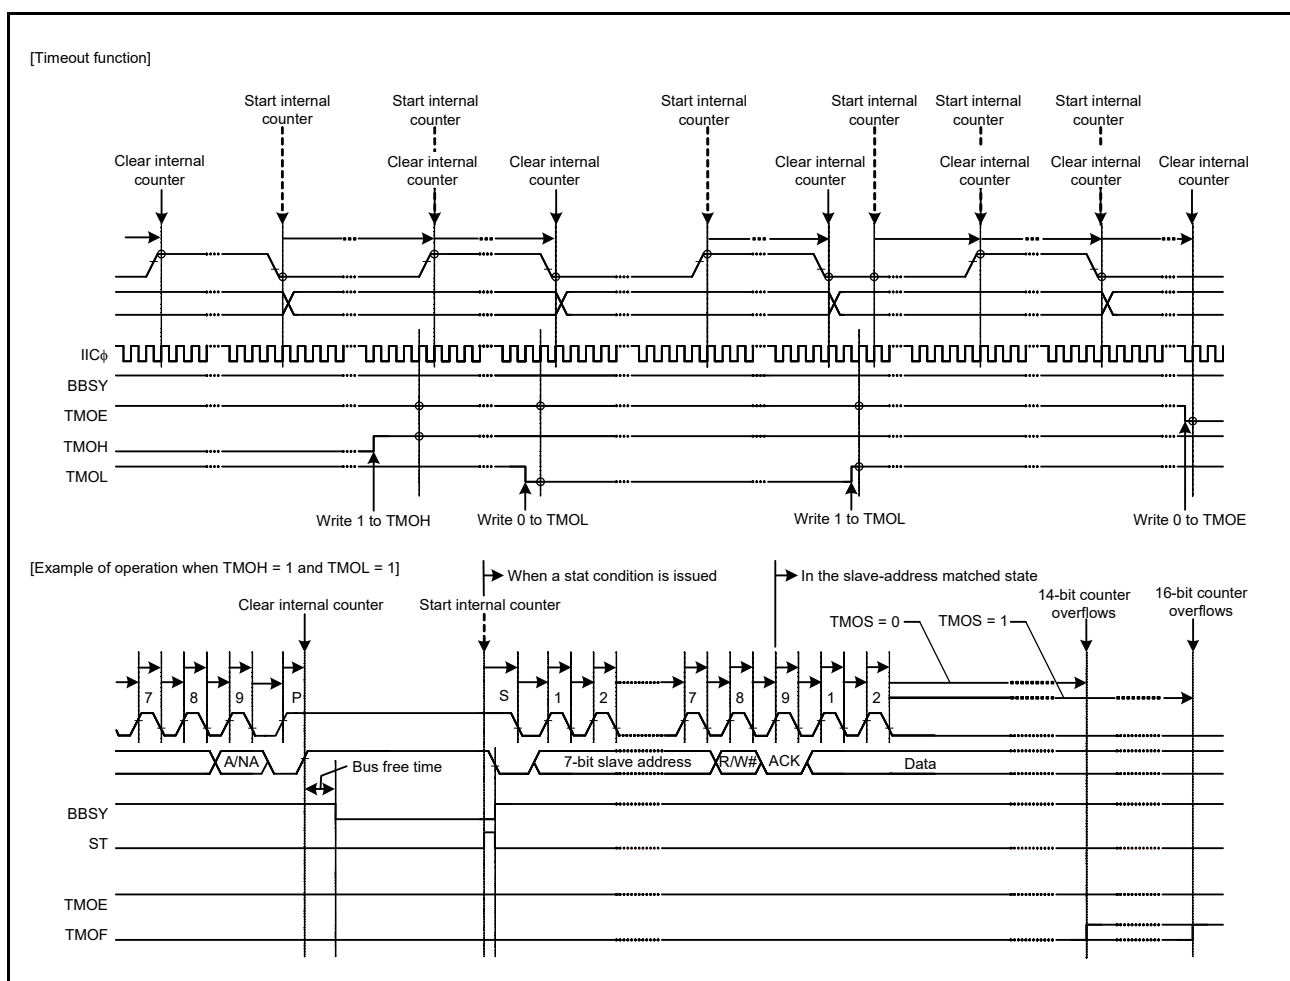 [Timeout function]
Start internal counter
Start internal counter
Start internal counter
Start internal counter
Start internal counter
Start internal counter
Clear internal counter
Clear internal counter
Clear internal counter
Clear internal counter
Clear internal counter
Clear internal counter
Clear internal counter
IICϕ
BBSY
TMOE
TMOH
TMOL
Write 1 to TMOH
Write 0 to TMOL
Write 1 to TMOL
Write 0 to TMOE
[Example of operation when TMOH = 1 and TMOL = 1]
When a stat condition is issued
In the slave-address matched state
Clear internal counter
Start internal counter
14-bit counter overflows
16-bit counter overflows
TMOS = 0
TMOS = 1
7 8 9 P S 1 2 7 8 9 1 2
A/NA
7-bit slave address
R/W#
ACK
Data
Bus free time
BBSY
ST
TMOE
TMOF